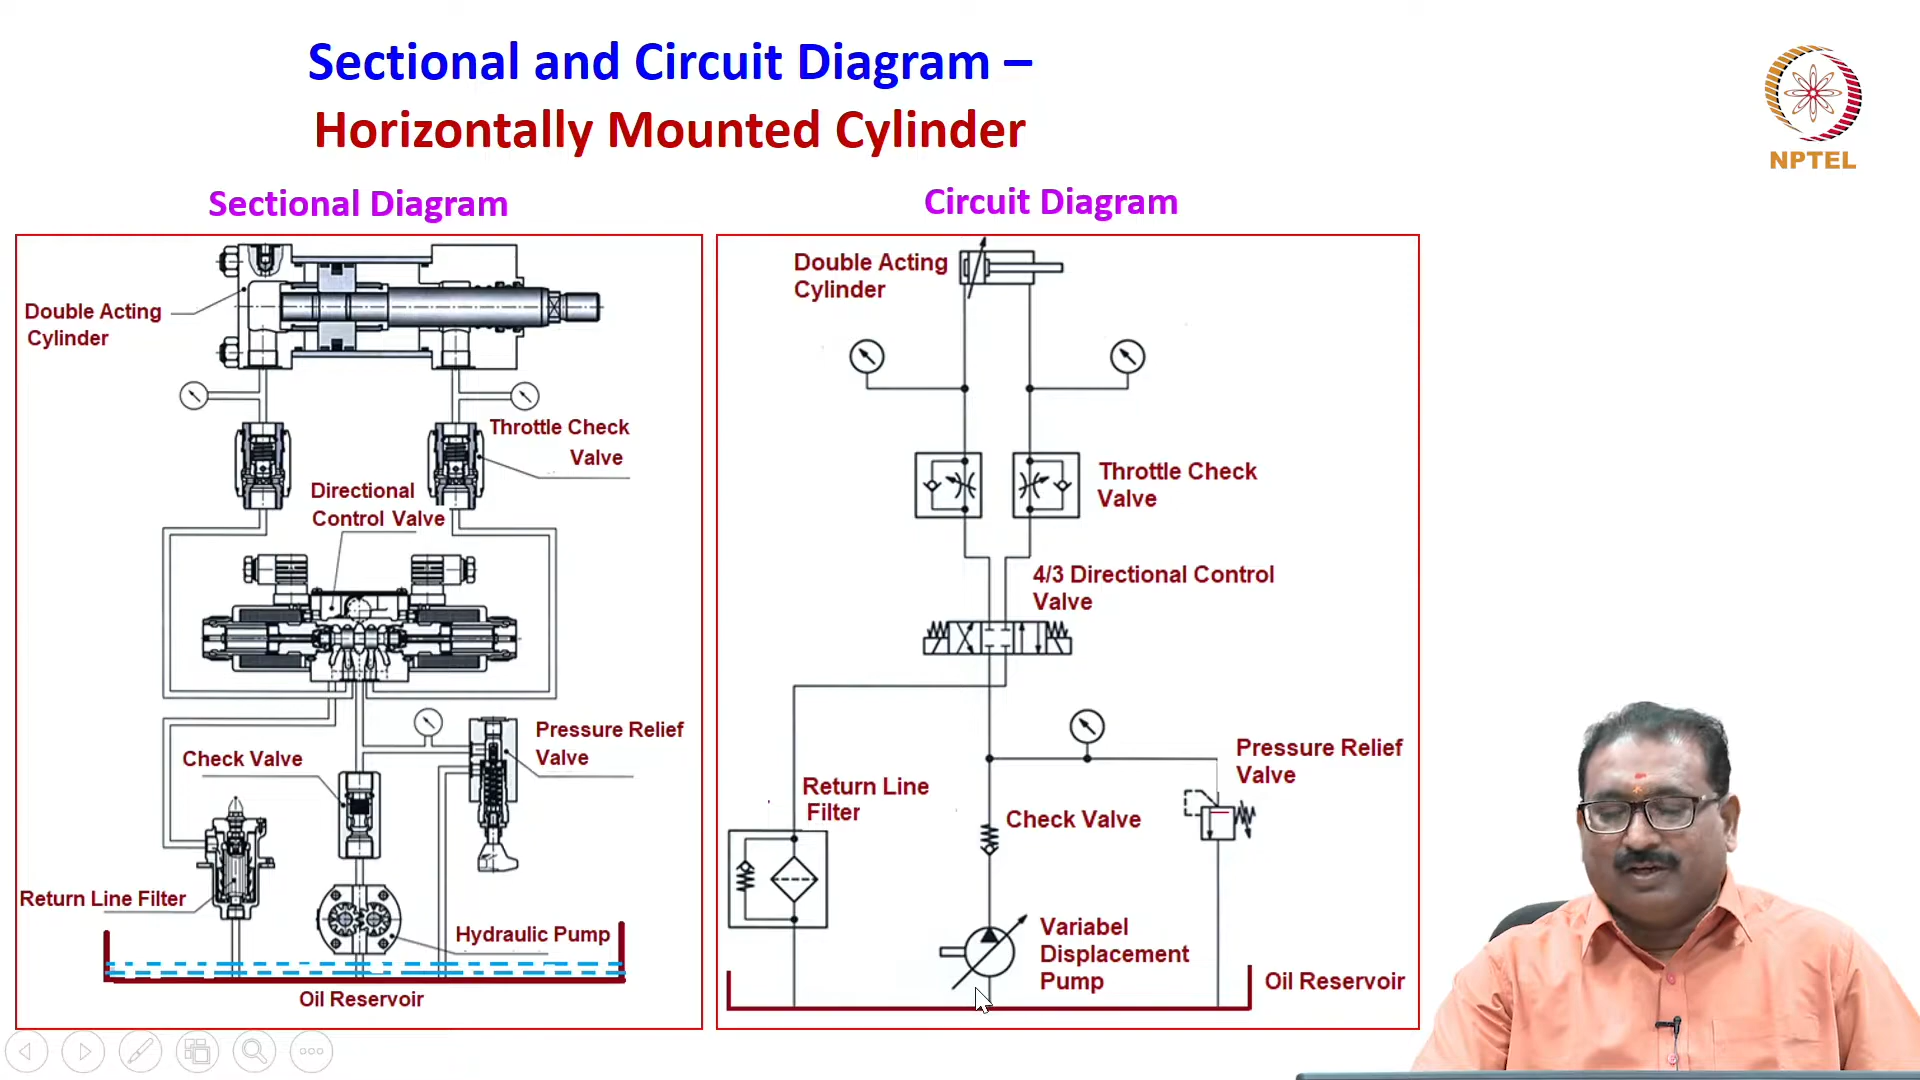 Sectional and Circuit Diagram –
Horizontally Mounted Cylinder
NPTEL
Sectional Diagram
Double Acting
Cylinder
Throttle Check
Valve
Directional
Control Valve
Pressure Relief
Valve
Check Valve
Return Line Filter
Hydraulic Pump
Oil Reservoir
Circuit Diagram
Double Acting
Cylinder
Throttle Check
Valve
4/3 Directional Control
Valve
Pressure Relief
Valve
Return Line
Filter
Check Valve
Variabel
Displacement
Pump
Oil Reservoir